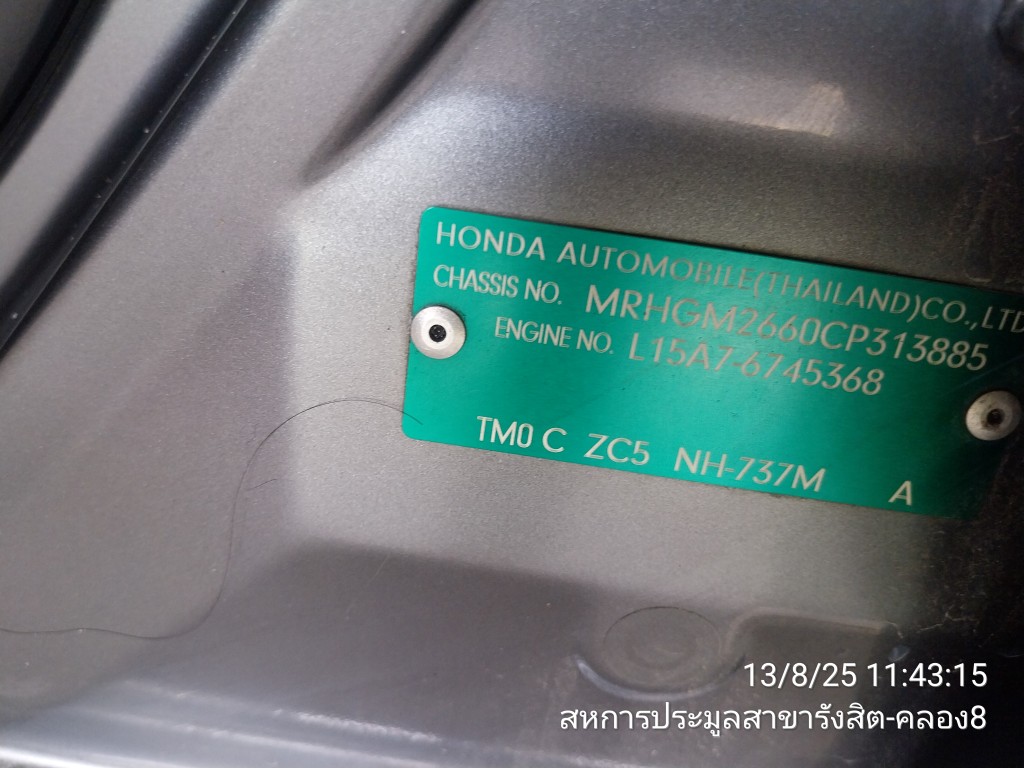 HONDA AUTOMOBILE(THAILAND)CO.,LTD
CHASSIS NO. MRHGM2660CP313885
ENGINE NO. L15A7-6745368
TM0 C ZC5 NH-737M A
13/8/25 11:43:15
สหการประมูลสาขารังสิต-คลอง8